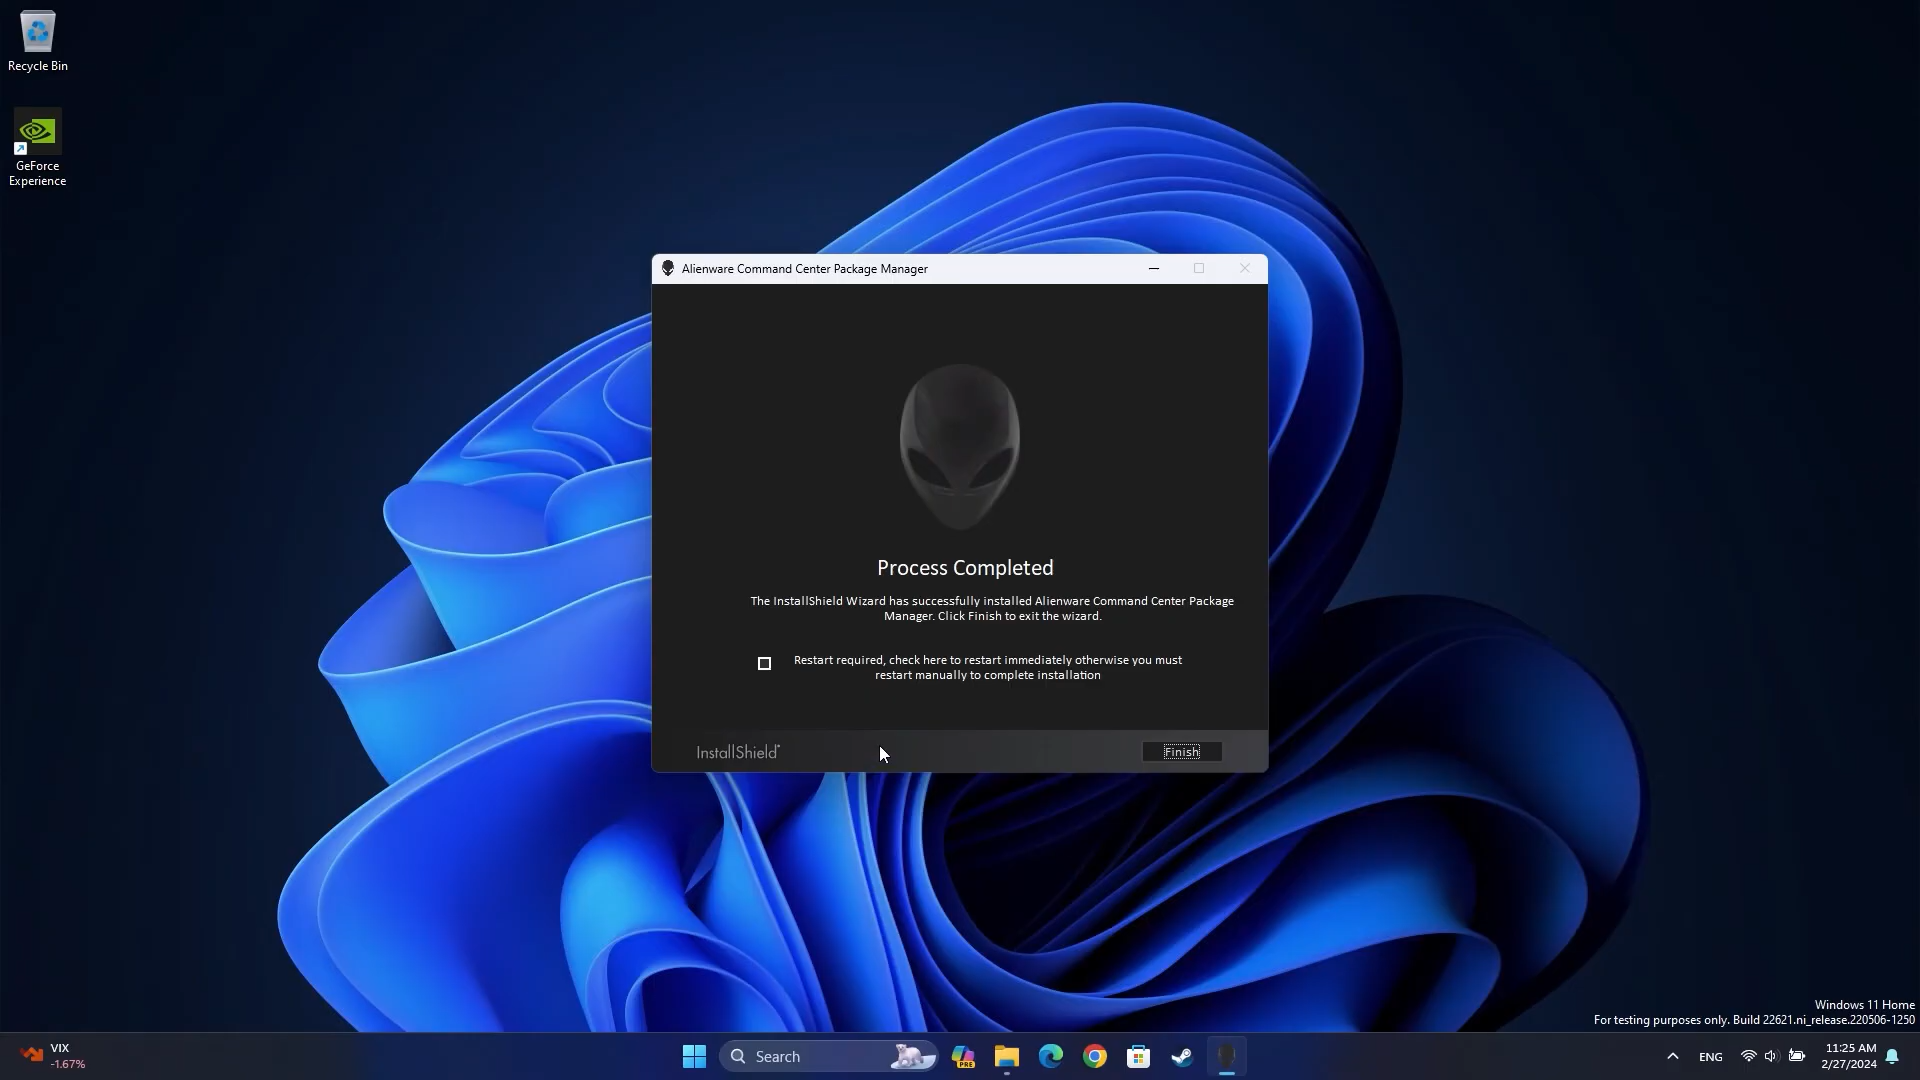 Recycle Bin
GeForce
Experience
Alienware Command Center Package Manager
Process Completed
The InstallShield Wizard has successfully installed Alienware Command Center Package
Manager. Click Finish to exit the wizard.
Restart required, check here to restart immediately otherwise you must
restart manually to complete installation
InstallShield
Finish
Windows 11 Home
For testing purposes only. Build 22621.ni_release.220506-1250
VIX
-1.67%
Search
PRE
ENG
11:25 AM
2/27/2024